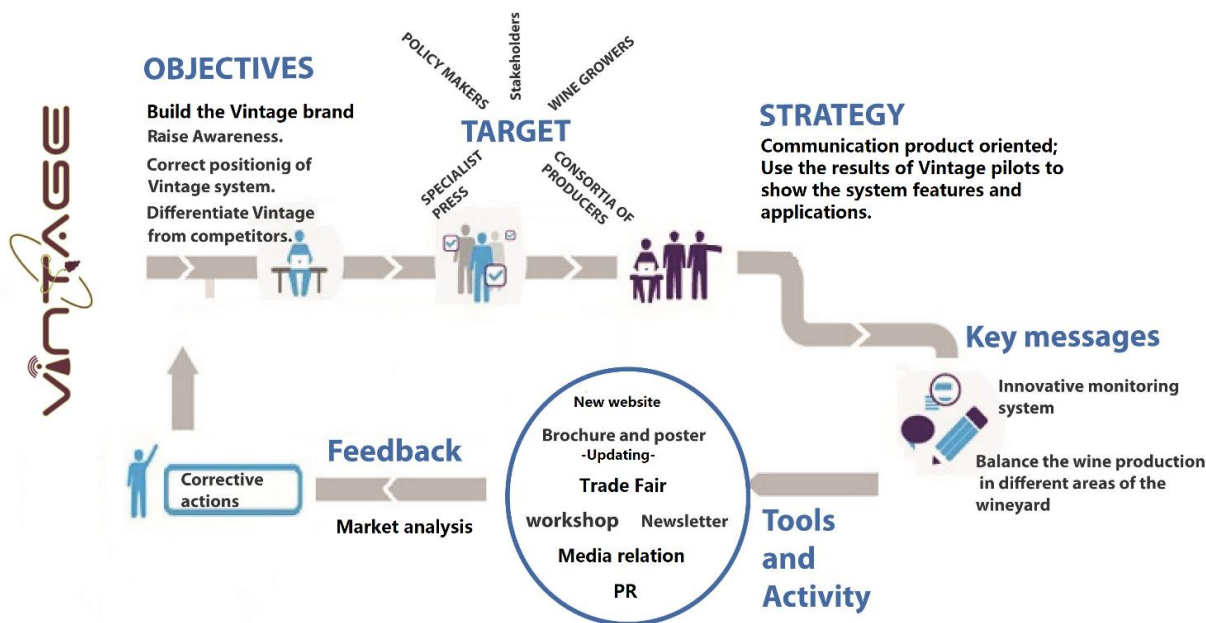 ViNTAGE
OBJECTIVES
Build the Vintage brand
Raise Awareness.
Correct positionig of
Vintage system.
Differentiate Vintage
from competitors.
POLICY MAKERS
Stakeholders
WINE GROWERS
TARGET
SPECIALIST
PRESS
CONSORTIA OF
PRODUCERS
STRATEGY
Communication product oriented;
Use the results of Vintage pilots to
show the system features and
applications.
Key messages
Innovative monitoring
system
Balance the wine production
in different areas of the
wineyard
Tools
and
Activity
New website
Brochure and poster
-Updating-
Trade Fair
workshop Newsletter
Media relation
PR
Feedback
Market analysis
Corrective
actions